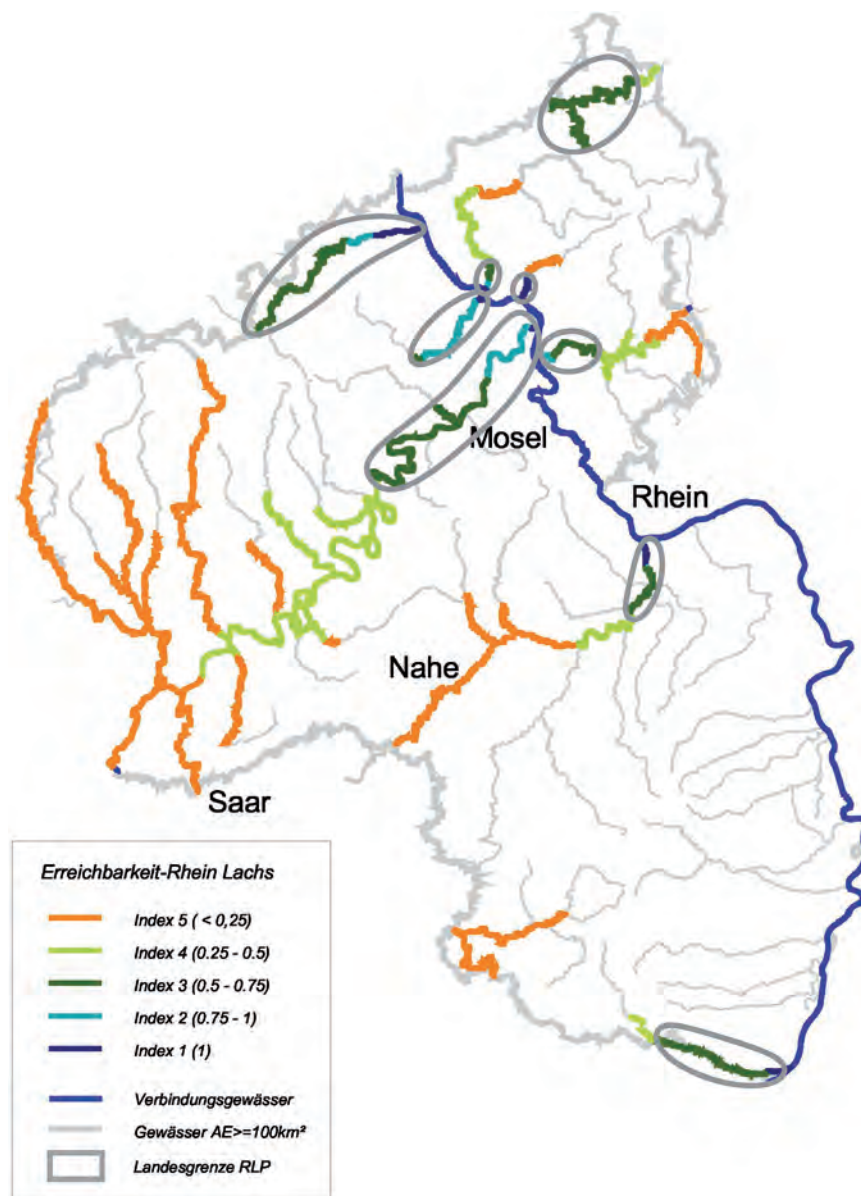 Mosel
Rhein
Nahe
Saar
Erreichbarkeit-Rhein Lachs
Index 5 ( < 0,25)
Index 4 (0.25 - 0.5)
Index 3 (0.5 - 0.75)
Index 2 (0.75 - 1)
Index 1 (1)
Verbindungsgewässer
Gewässer AE>=100km²
Landesgrenze RLP